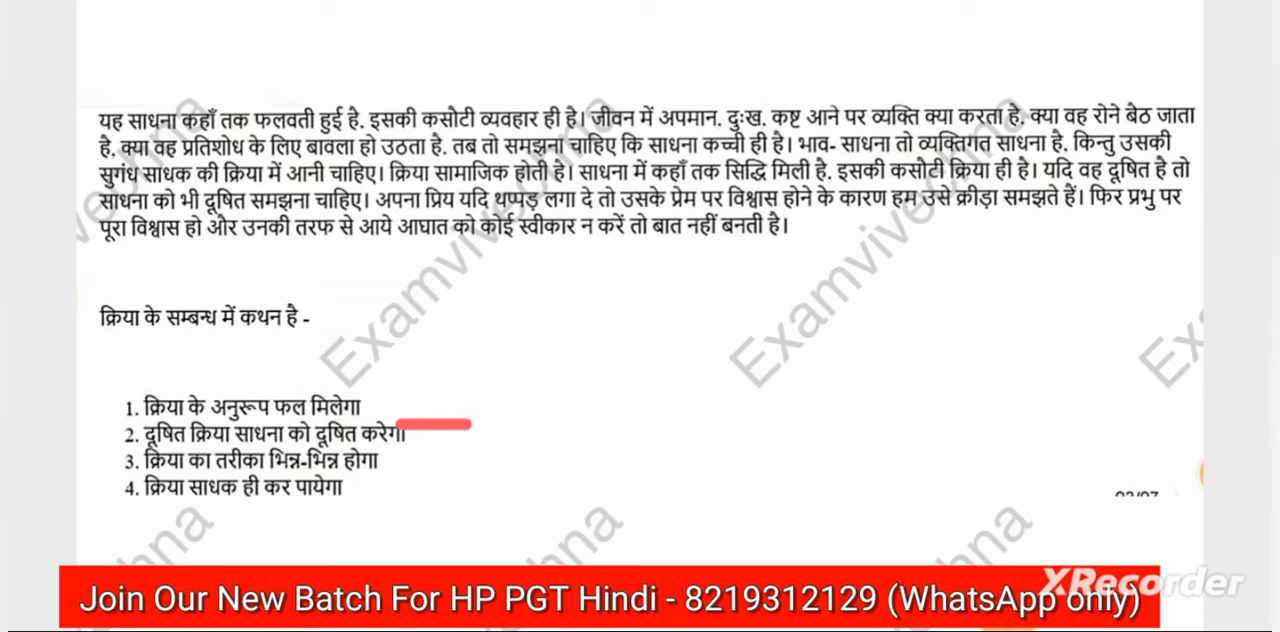 यह साधना कहाँ तक फलवती हुई है. इसकी कसौटी व्यवहार ही है। जीवन में अपमान. दुःख. कष्ट आने पर व्यक्ति क्या करता है. क्या वह रोने बैठ जाता
है. क्या वह प्रतिशोध के लिए बावला हो उठता है. तब तो समझना चाहिए कि साधना कच्ची ही है। भाव- साधना तो व्यक्तिगत साधना है. किन्तु उसकी
सुगंध साधक की क्रिया में आनी चाहिए। क्रिया सामाजिक होती है। साधना में कहाँ तक सिद्धि मिली है. इसकी कसौटी क्रिया ही है। यदि वह दूषित है तो
साधना को भी दूषित समझना चाहिए। अपना प्रिय यदि थप्पड़ लगा दे तो उसके प्रेम पर विश्वास होने के कारण हम उसे क्रीड़ा समझते हैं। फिर प्रभु पर
पूरा विश्वास हो और उनकी तरफ से आये आघात को कोई स्वीकार न करें तो बात नहीं बनती है।
क्रिया के सम्बन्ध में कथन है -
1. क्रिया के अनुरूप फल मिलेगा
2. दूषित क्रिया साधना को दूषित करेगा
3. क्रिया का तरीका भिन्न-भिन्न होगा
4. क्रिया साधक ही कर पायेगा
Examviveohna
Examviveohna
Join Our New Batch For HP PGT Hindi - 8219312129 (WhatsApp only)
XRecorder